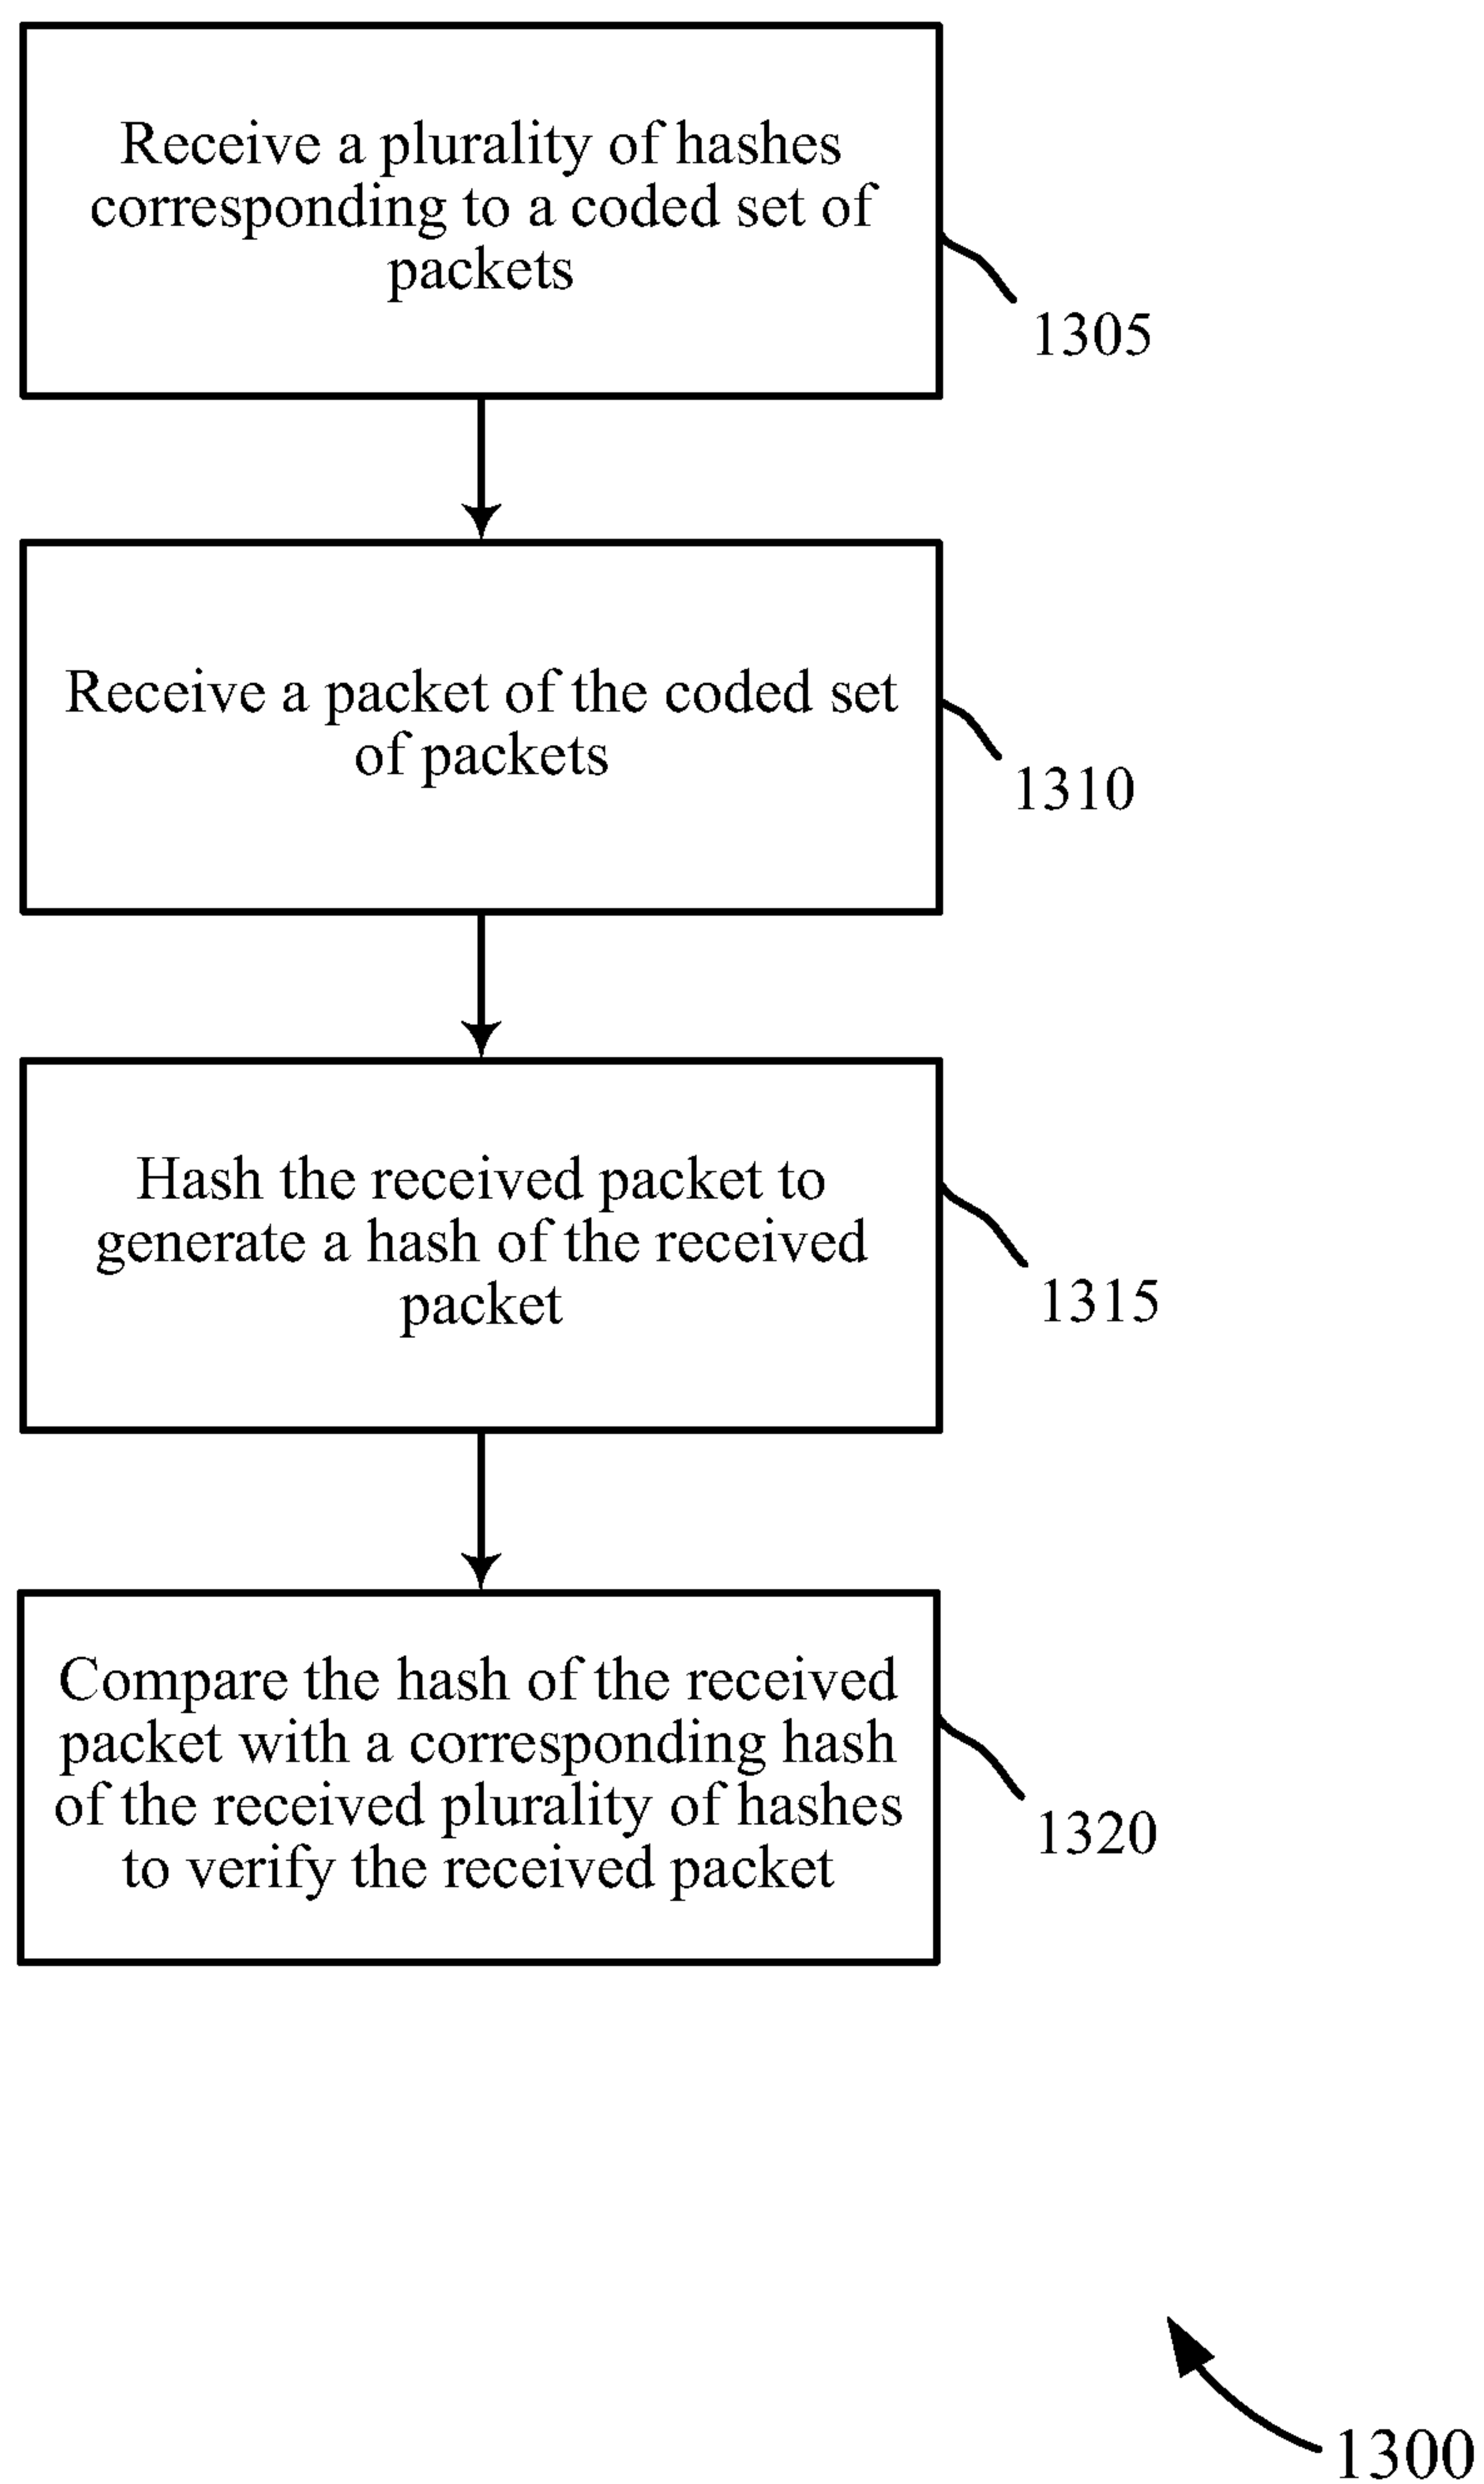 Receive a plurality of hashes
corresponding to a coded set of
packets
1305
Receive a packet of the coded set
of packets
1310
Hash the received packet to
generate a hash of the received
packet
1315
Compare the hash of the received
packet with a corresponding hash
of the received plurality of hashes
to verify the received packet
1320
1300